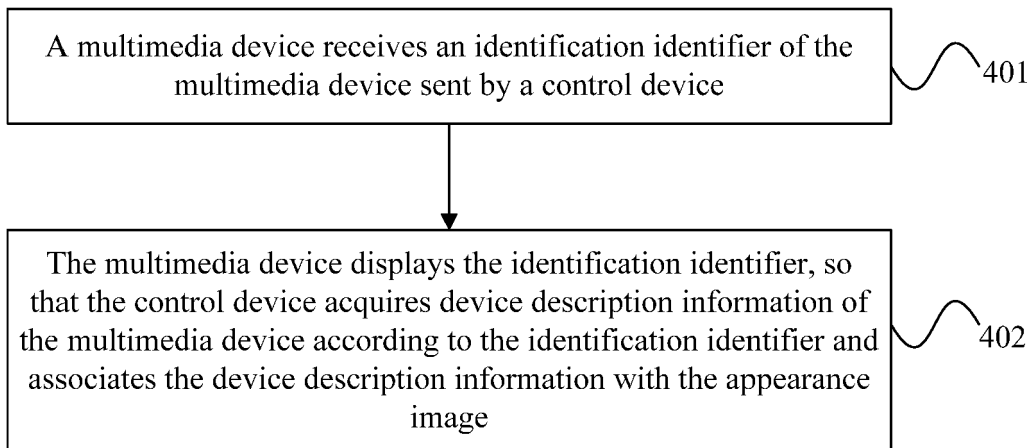 A multimedia device receives an identification identifier of the
multimedia device sent by a control device
401
The multimedia device displays the identification identifier, so
that the control device acquires device description information of
the multimedia device according to the identification identifier and
associates the device description information with the appearance
image
402